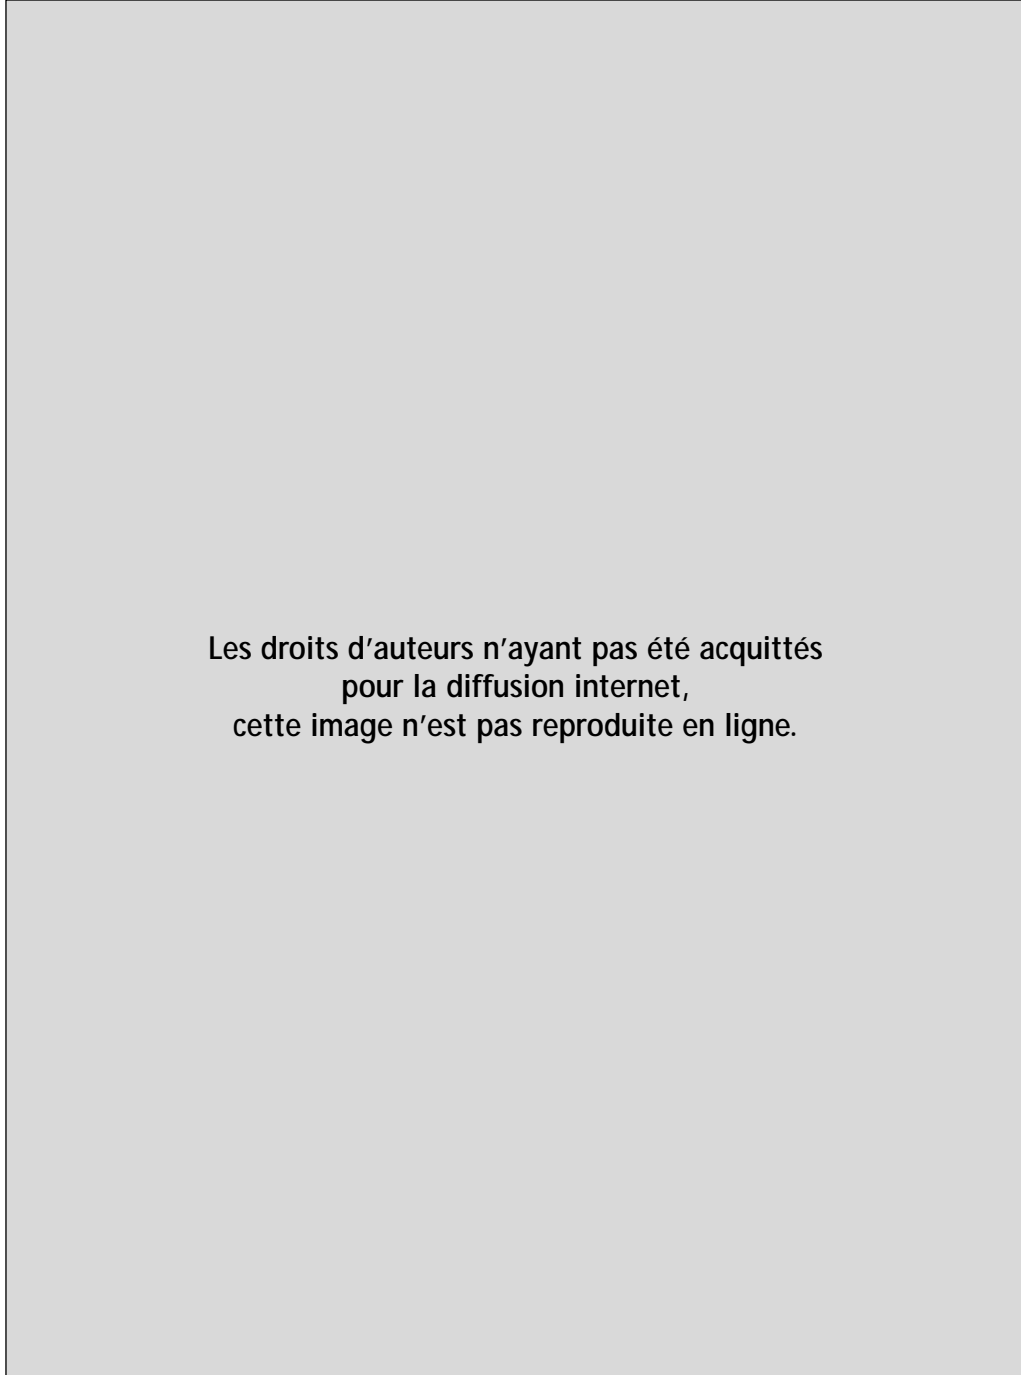 Les droits d’auteurs n’ayant pas été acquittés
pour la diffusion internet,
cette image n’est pas reproduite en ligne.